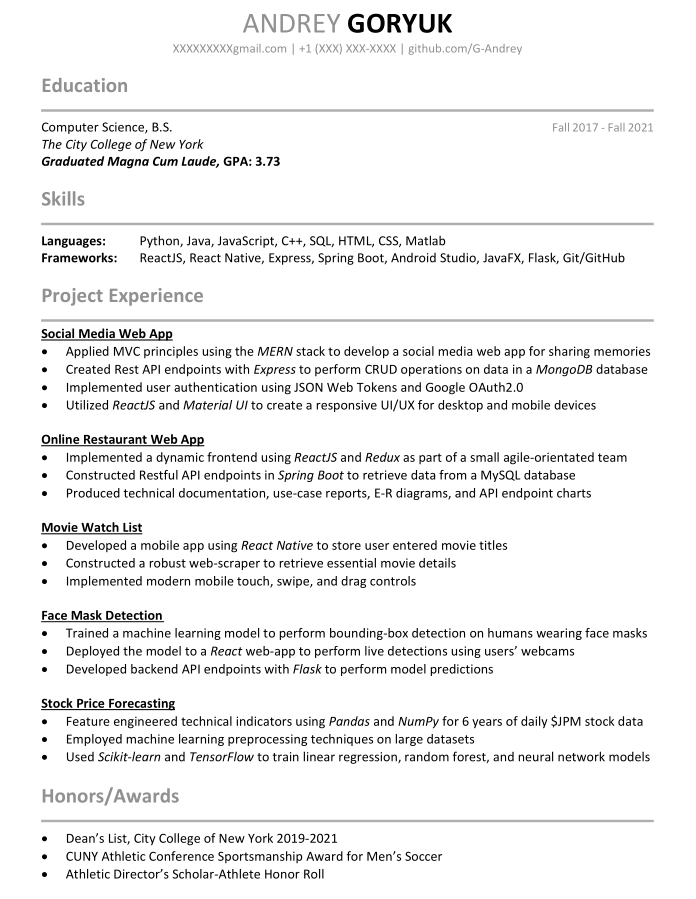 ANDREY GORYUK
XXXXXXXXXgmail.com | +1 (XXX) XXX-XXXX | github.com/G-Andrey
Education
Computer Science, B.S. Fall 2017 - Fall 2021
The City College of New York
Graduated Magna Cum Laude, GPA: 3.73
Skills
Languages: Python, Java, JavaScript, C++, SQL, HTML, CSS, Matlab
Frameworks: ReactJS, React Native, Express, Spring Boot, Android Studio, JavaFX, Flask, Git/GitHub
Project Experience
Social Media Web App
• Applied MVC principles using the MERN stack to develop a social media web app for sharing memories
• Created Rest API endpoints with Express to perform CRUD operations on data in a MongoDB database
• Implemented user authentication using JSON Web Tokens and Google OAuth2.0
• Utilized ReactJS and Material UI to create a responsive UI/UX for desktop and mobile devices
Online Restaurant Web App
• Implemented a dynamic frontend using ReactJS and Redux as part of a small agile-orientated team
• Constructed Restful API endpoints in Spring Boot to retrieve data from a MySQL database
• Produced technical documentation, use-case reports, E-R diagrams, and API endpoint charts
Movie Watch List
• Developed a mobile app using React Native to store user entered movie titles
• Constructed a robust web-scraper to retrieve essential movie details
• Implemented modern mobile touch, swipe, and drag controls
Face Mask Detection
• Trained a machine learning model to perform bounding-box detection on humans wearing face masks
• Deployed the model to a React web-app to perform live detections using users’ webcams
• Developed backend API endpoints with Flask to perform model predictions
Stock Price Forecasting
• Feature engineered technical indicators using Pandas and NumPy for 6 years of daily $JPM stock data
• Employed machine learning preprocessing techniques on large datasets
• Used Scikit-learn and TensorFlow to train linear regression, random forest, and neural network models
Honors/Awards
• Dean’s List, City College of New York 2019-2021
• CUNY Athletic Conference Sportsmanship Award for Men’s Soccer
• Athletic Director’s Scholar-Athlete Honor Roll